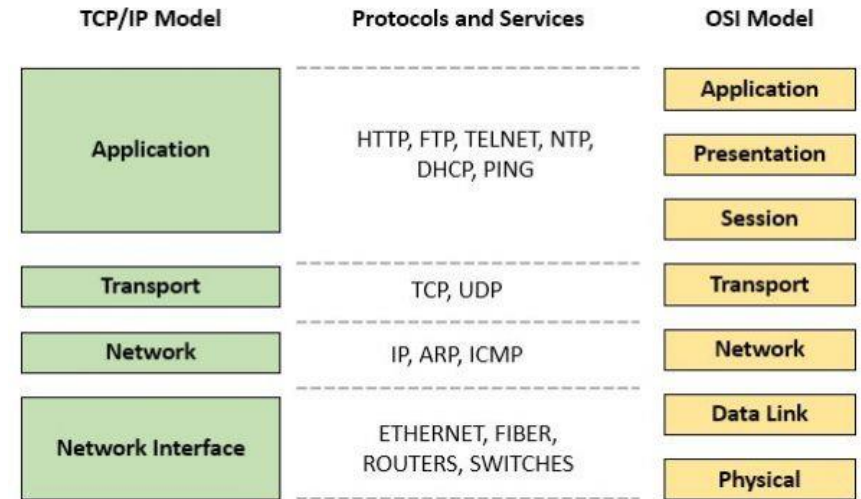 TCP/IP Model
Protocols and Services
OSI Model
Application
HTTP, FTP, TELNET, NTP,
DHCP, PING
Application
Presentation
Session
Transport
TCP, UDP
Transport
Network
IP, ARP, ICMP
Network
Network Interface
ETHERNET, FIBER,
ROUTERS, SWITCHES
Data Link
Physical